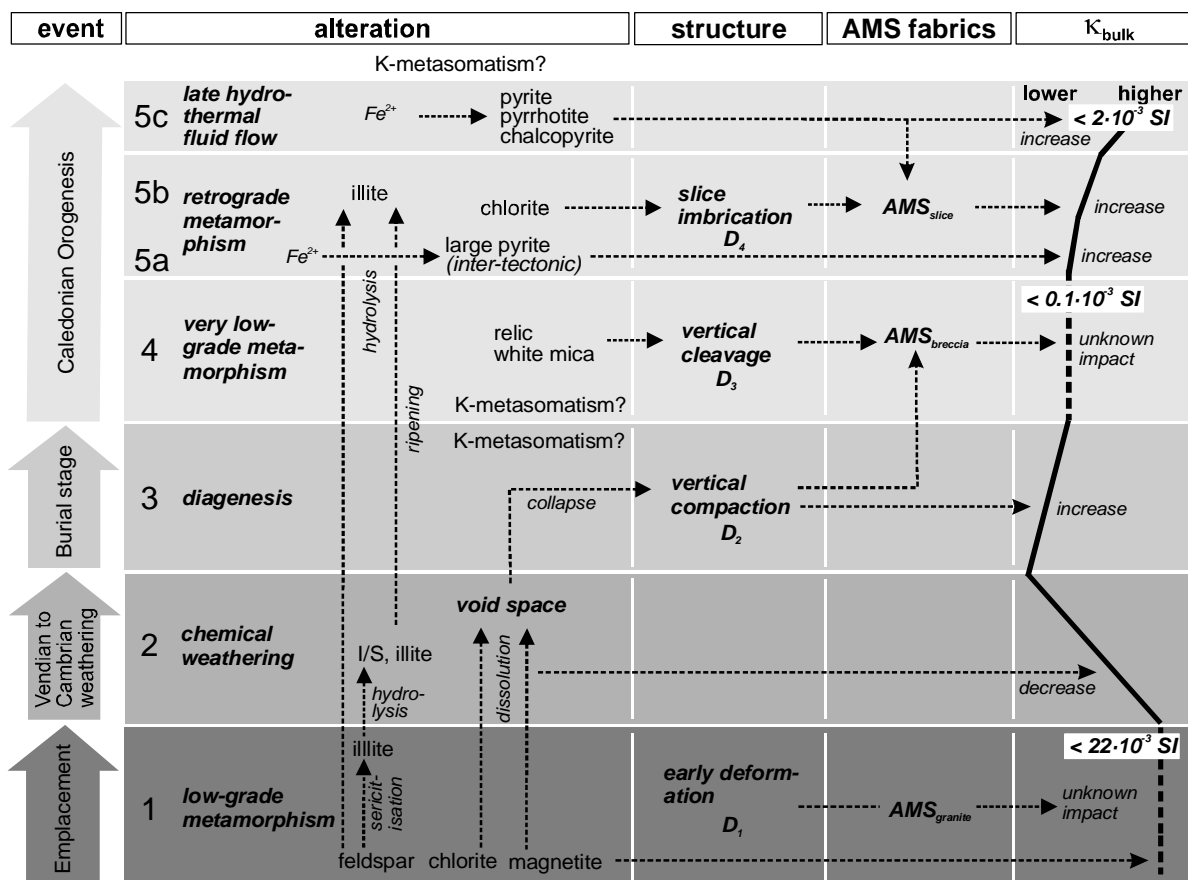 event
alteration
structure
AMS fabrics
κbulk
K-metasomatism?
lower
higher
Caledonian Orogenesis
5c
late hydro-
thermal
fluid flow
Fe2+
pyrite
pyrrhotite
chalcopyrite
< 2·10-3 SI
increase
5b
retrograde
metamor-
phism
illite
chlorite
slice
imbrication
D4
AMSslice
increase
5a
Fe2+
large pyrite
(inter-tectonic)
increase
hydrolysis
< 0.1·10-3 SI
4
very low-
grade meta-
morphism
relic
white mica
vertical
cleavage
D3
AMSbreccia
unknown
impact
ripening
K-metasomatism?
Burial stage
K-metasomatism?
3
diagenesis
collapse
vertical
compaction
D2
increase
Vendian to
Cambrian
weathering
2
chemical
weathering
void space
I/S, illite
hydro-
lysis
dissolution
decrease
Emplacement
1
low-grade
metamorphism
illlite
sericit-
isation
feldspar
chlorite
magnetite
early deform-
ation
D1
AMSgranite
unknown
impact
< 22·10-3 SI